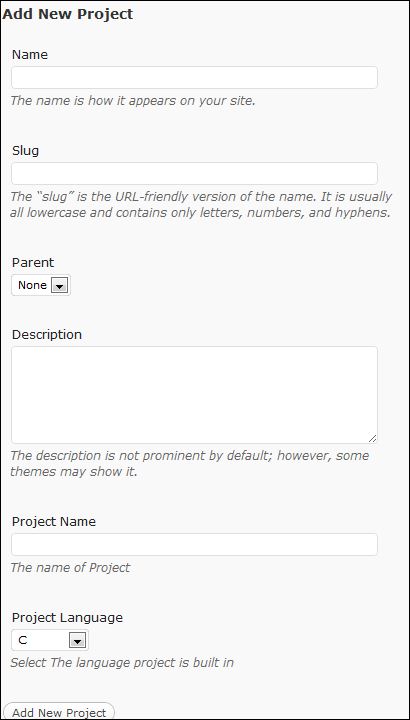 Add New Project
Name
The name is how it appears on your site.
Slug
The “slug” is the URL-friendly version of the name. It is usually
all lowercase and contains only letters, numbers, and hyphens.
Parent
None
Description
The description is not prominent by default; however, some
themes may show it.
Project Name
The name of Project
Project Language
C
Select The language project is built in
Add New Project